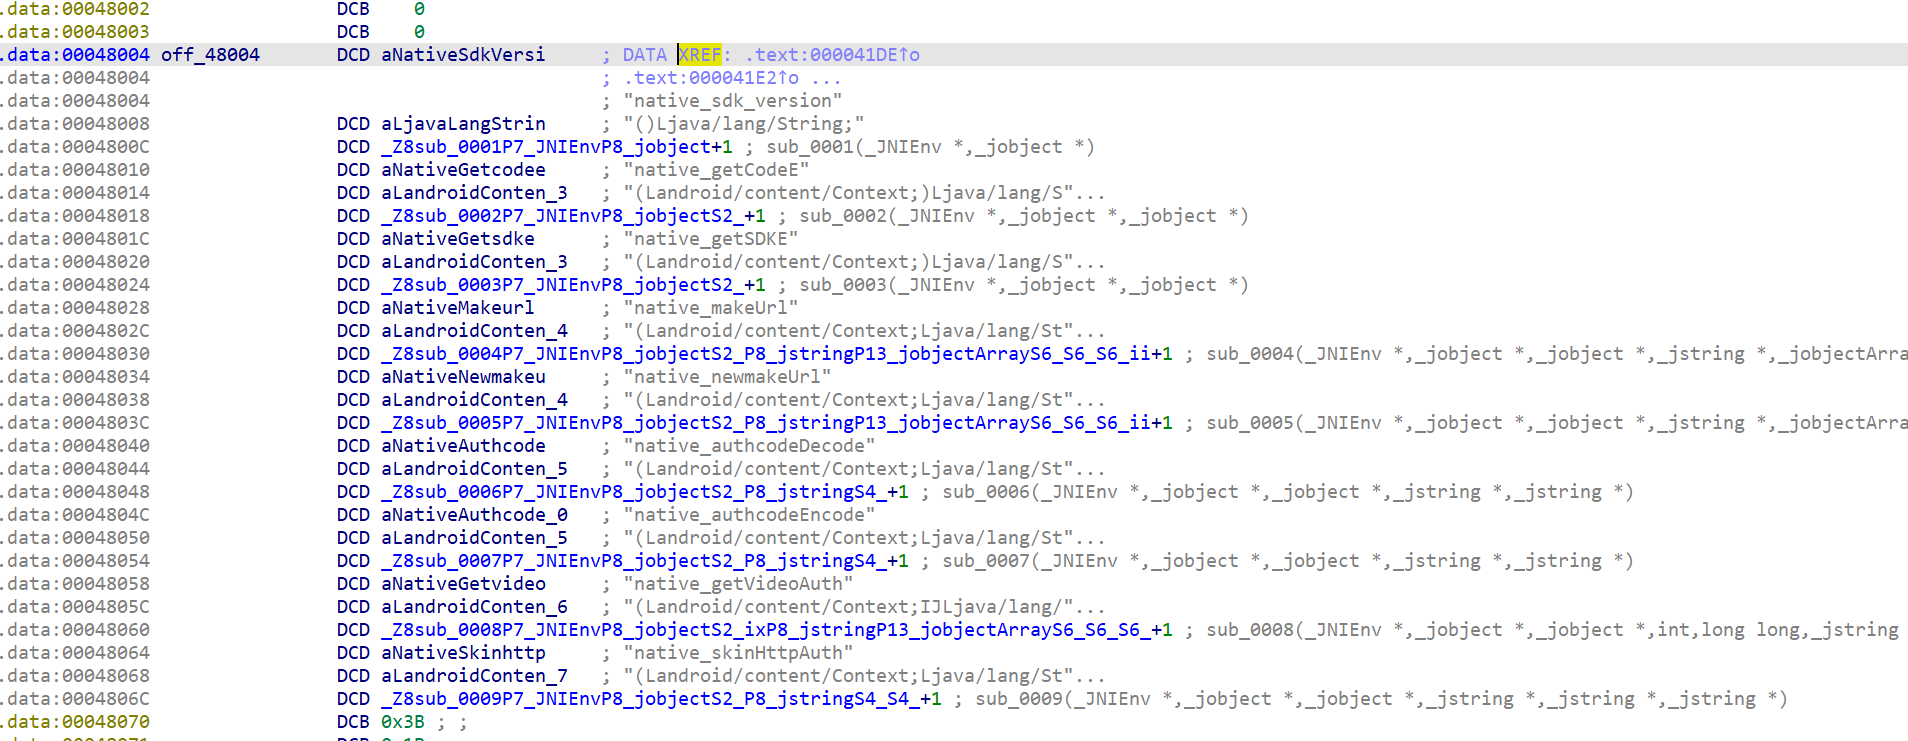 .data:00048002 DCB 0
.data:00048003 DCB 0
.data:00048004 off_48004 DCD aNativeSdkVersi ; DATA XREF: .text:000041DE↑o
.data:00048004 ; .text:000041E2↑o ...
.data:00048004 ; "native_sdk_version"
.data:00048008 DCD aLjavaLangStrin ; "()Ljava/lang/String;"
.data:0004800C DCD _Z8sub_0001P7_JNIEnvP8_jobject+1 ; sub_0001(_JNIEnv *,_jobject *)
.data:00048010 DCD aNativeGetcodee ; "native_getCodeE"
.data:00048014 DCD aLandroidConten_3 ; "(Landroid/content/Context;)Ljava/lang/S"...
.data:00048018 DCD _Z8sub_0002P7_JNIEnvP8_jobjectS2_+1 ; sub_0002(_JNIEnv *,_jobject *,_jobject *)
.data:0004801C DCD aNativeGetsdke ; "native_getSDKE"
.data:00048020 DCD aLandroidConten_3 ; "(Landroid/content/Context;)Ljava/lang/S"...
.data:00048024 DCD _Z8sub_0003P7_JNIEnvP8_jobjectS2_+1 ; sub_0003(_JNIEnv *,_jobject *,_jobject *)
.data:00048028 DCD aNativeMakeurl ; "native_makeUrl"
.data:0004802C DCD aLandroidConten_4 ; "(Landroid/content/Context;Ljava/lang/St"...
.data:00048030 DCD _Z8sub_0004P7_JNIEnvP8_jobjectS2_P8_jstringP13_jobjectArrayS6_S6_S6_ii+1 ; sub_0004(_JNIEnv *,_jobject *,_jobject *,_jstring *,_jobjectArra
.data:00048034 DCD aNativeNewmakeu ; "native_newmakeUrl"
.data:00048038 DCD aLandroidConten_4 ; "(Landroid/content/Context;Ljava/lang/St"...
.data:0004803C DCD _Z8sub_0005P7_JNIEnvP8_jobjectS2_P8_jstringP13_jobjectArrayS6_S6_S6_ii+1 ; sub_0005(_JNIEnv *,_jobject *,_jobject *,_jstring *,_jobjectArra
.data:00048040 DCD aNativeAuthcode ; "native_authcodeDecode"
.data:00048044 DCD aLandroidConten_5 ; "(Landroid/content/Context;Ljava/lang/St"...
.data:00048048 DCD _Z8sub_0006P7_JNIEnvP8_jobjectS2_P8_jstringS4_+1 ; sub_0006(_JNIEnv *,_jobject *,_jobject *,_jstring *,_jstring *)
.data:0004804C DCD aNativeAuthcode_0 ; "native_authcodeEncode"
.data:00048050 DCD aLandroidConten_5 ; "(Landroid/content/Context;Ljava/lang/St"...
.data:00048054 DCD _Z8sub_0007P7_JNIEnvP8_jobjectS2_P8_jstringS4_+1 ; sub_0007(_JNIEnv *,_jobject *,_jobject *,_jstring *,_jstring *)
.data:00048058 DCD aNativeGetvideo ; "native_getVideoAuth"
.data:0004805C DCD aLandroidConten_6 ; "(Landroid/content/Context;IJLjava/lang/"...
.data:00048060 DCD _Z8sub_0008P7_JNIEnvP8_jobjectS2_ixP8_jstringP13_jobjectArrayS6_S6_S6_+1 ; sub_0008(_JNIEnv *,_jobject *,_jobject *,int,long long,_jstring
.data:00048064 DCD aNativeSkinhttp ; "native_skinHttpAuth"
.data:00048068 DCD aLandroidConten_7 ; "(Landroid/content/Context;Ljava/lang/St"...
.data:0004806C DCD _Z8sub_0009P7_JNIEnvP8_jobjectS2_P8_jstringS4_S4_+1 ; sub_0009(_JNIEnv *,_jobject *,_jobject *,_jstring *,_jstring *,_jstring *)
.data:00048070 DCB 0x3B ; ;